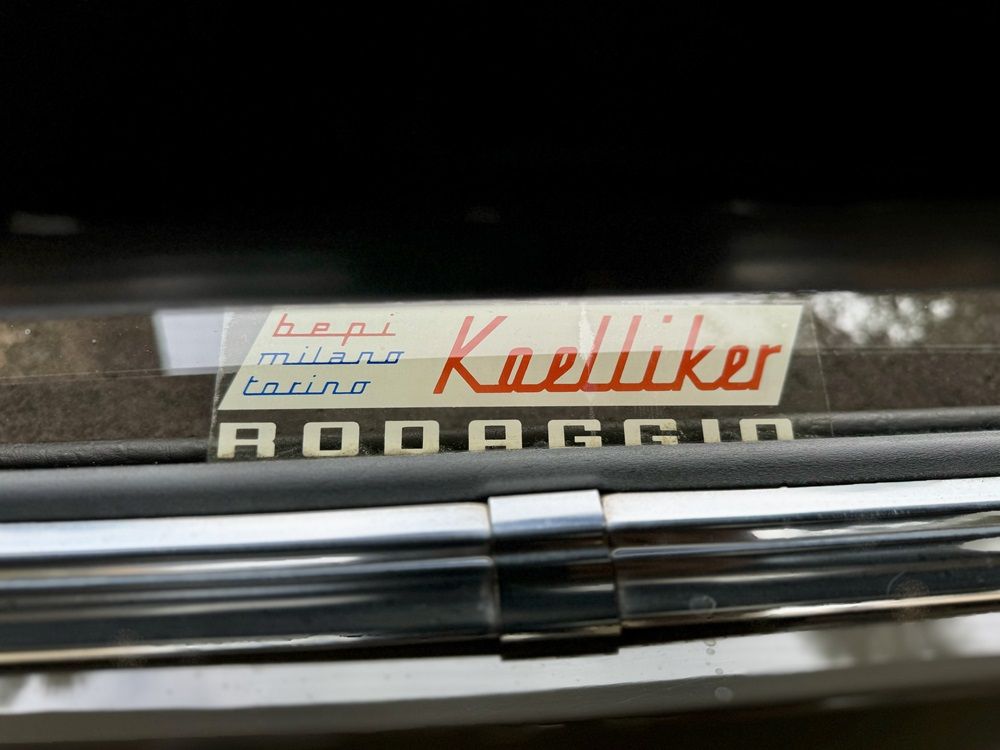 bepi
milano
torino
Koelliker
RODAGGIO